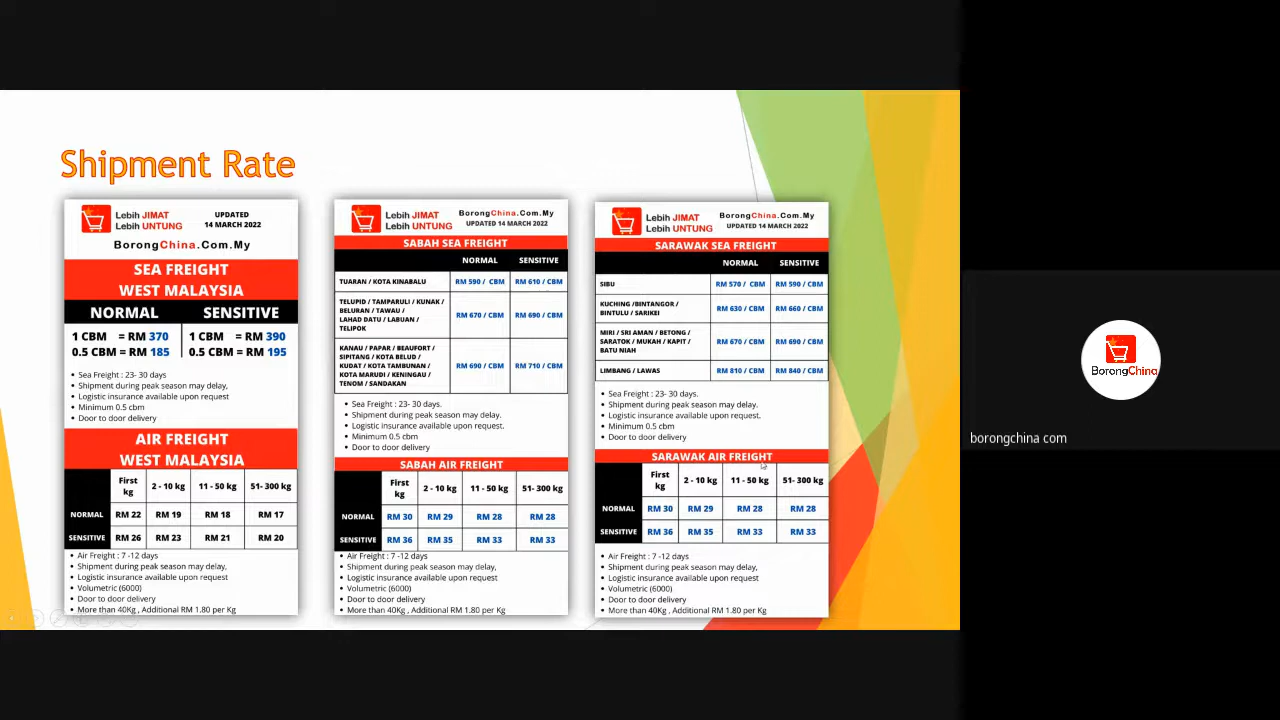 Shipment Rate
Lebih JIMAT
Lebih UNTUNG
UPDATED
14 MARCH 2022
BorongChina.Com.My
SEA FREIGHT
WEST MALAYSIA
NORMAL SENSITIVE
1 CBM = RM 370 1 CBM = RM 390
0.5 CBM = RM 185 0.5 CBM = RM 195
• Sea Freight : 23- 30 days
• Shipment during peak season may delay,
• Logistic insurance available upon request
• Minimum 0.5 cbm
• Door to door delivery
AIR FREIGHT
WEST MALAYSIA
First kg 2 - 10 kg 11 - 50 kg 51- 300 kg
NORMAL RM 22 RM 19 RM 18 RM 17
SENSITIVE RM 26 RM 23 RM 21 RM 20
• Air Freight : 7 -12 days
• Shipment during peak season may delay,
• Logistic insurance available upon request
• Volumetric (6000)
• Door to door delivery
• More than 40Kg , Additional RM 1.80 per Kg
Lebih JIMAT
Lebih UNTUNG
BorongChina.Com.My
UPDATED 14 MARCH 2022
SABAH SEA FREIGHT
NORMAL SENSITIVE
TUARAN / KOTA KINABALU RM 590 / CBM RM 610 / CBM
TELUPID / TAMPARULI / KUNAK /
BELURAN / TAWAU /
LAHAD DATU / LABUAN /
TELIPOK
RM 670 / CBM RM 690 / CBM
KANAU / PAPAR / BEAUFORT /
SIPITANG / KOTA BELUD /
KUDAT / KOTA TAMBUNAN /
KOTA MARUDI / KENINGAU /
TENOM / SANDAKAN
RM 690 / CBM RM 710 / CBM
• Sea Freight : 23- 30 days.
• Shipment during peak season may delay.
• Logistic insurance available upon request.
• Minimum 0.5 cbm
• Door to door delivery
SABAH AIR FREIGHT
First kg 2 - 10 kg 11 - 50 kg 51- 300 kg
NORMAL RM 30 RM 29 RM 28 RM 28
SENSITIVE RM 36 RM 35 RM 33 RM 33
• Air Freight : 7 -12 days
• Shipment during peak season may delay,
• Logistic insurance available upon request
• Volumetric (6000)
• Door to door delivery
• More than 40Kg , Additional RM 1.80 per Kg
Lebih JIMAT
Lebih UNTUNG
BorongChina.Com.My
UPDATED 14 MARCH 2022
SARAWAK SEA FREIGHT
NORMAL SENSITIVE
SIBU RM 570 / CBM RM 590 / CBM
KUCHING /BINTANGOR /
BINTULU / SARIKEI
RM 630 / CBM RM 660 / CBM
MIRI / SRI AMAN / BETONG /
SARATOK / MUKAH / KAPIT /
BATU NIAH
RM 670 / CBM RM 690 / CBM
LIMBANG / LAWAS RM 810 / CBM RM 840 / CBM
• Sea Freight : 23- 30 days.
• Shipment during peak season may delay.
• Logistic insurance available upon request.
• Minimum 0.5 cbm
• Door to door delivery
SARAWAK AIR FREIGHT
First kg 2 - 10 kg 11 - 50 kg 51- 300 kg
NORMAL RM 30 RM 29 RM 28 RM 28
SENSITIVE RM 36 RM 35 RM 33 RM 33
• Air Freight : 7 -12 days
• Shipment during peak season may delay,
• Logistic insurance available upon request
• Volumetric (6000)
• Door to door delivery
• More than 40Kg , Additional RM 1.80 per Kg
BorongChina
borongchina com